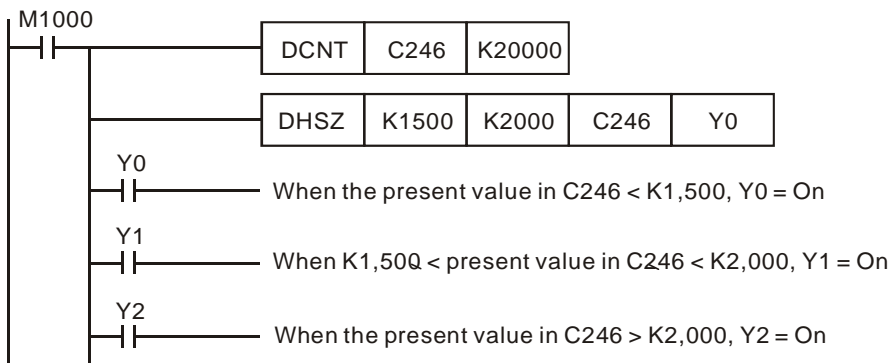 M1000
DCNT C246 K20000
DHSZ K1500 K2000 C246 Y0
Y0
When the present value in C246 < K1,500, Y0 = On
Y1
When K1,500 < present value in C246 < K2,000, Y1 = On
Y2
When the present value in C246 > K2,000, Y2 = On